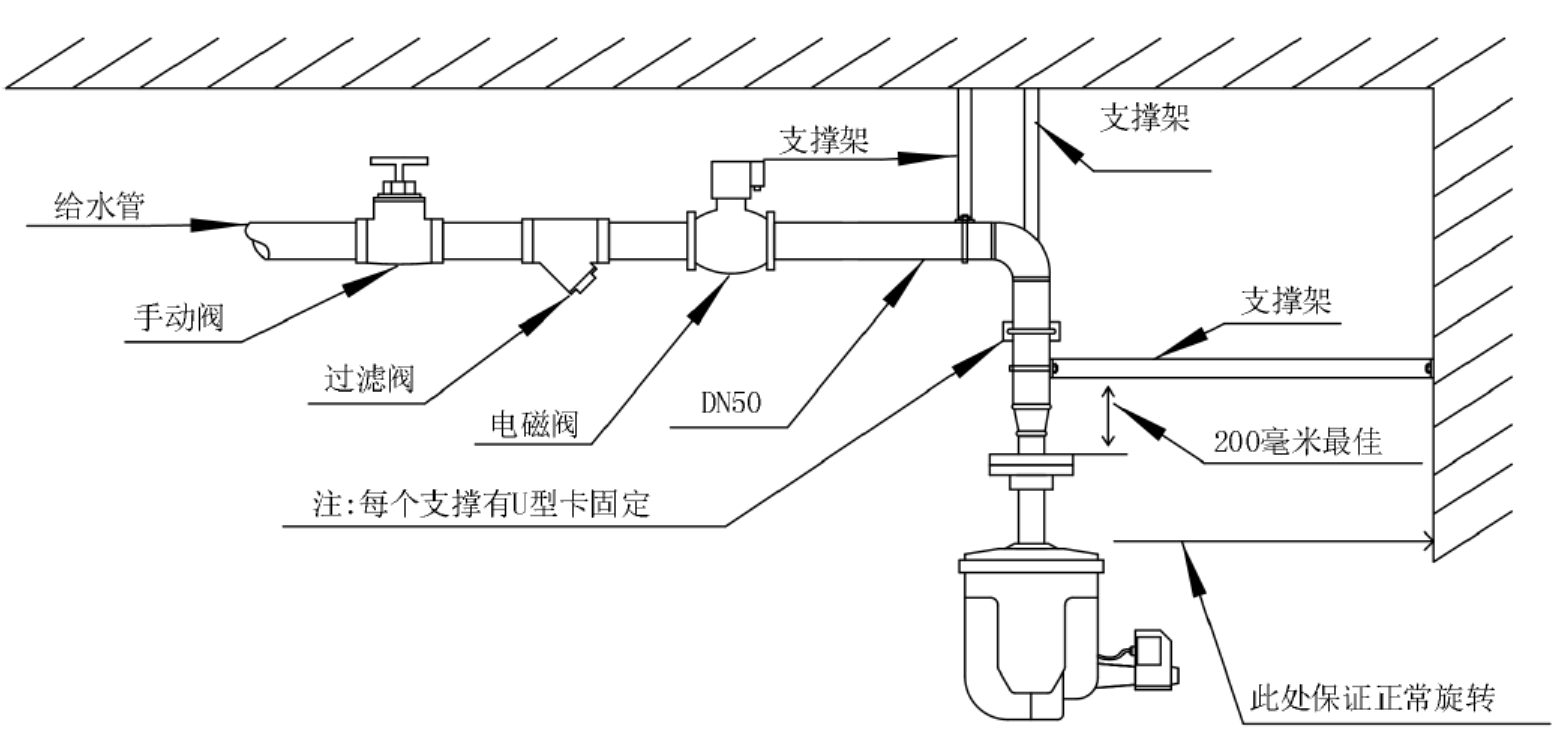 支撑架
支撑架
给水管
手动阀
支撑架
过滤阀
DN50
电磁阀
200毫米最佳
注:每个支撑有U型卡固定
此处保证正常旋转